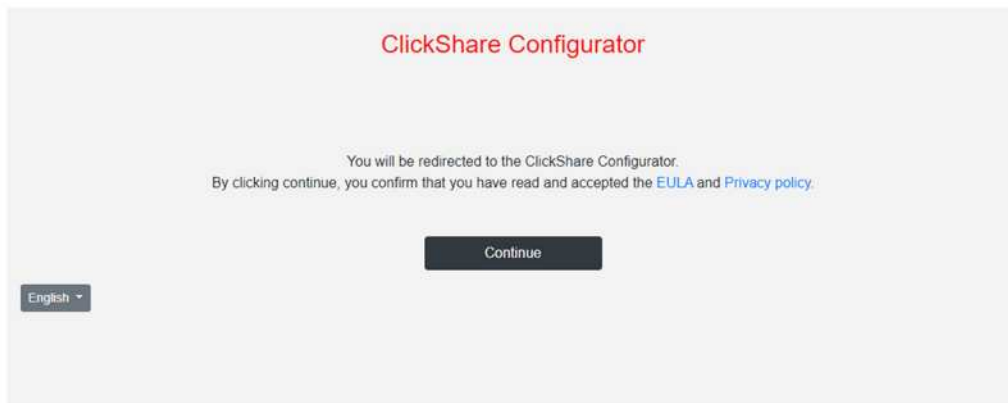 ClickShare Configurator
You will be redirected to the ClickShare Configurator.
By clicking continue, you confirm that you have read and accepted the EULA and Privacy policy.
Continue
English